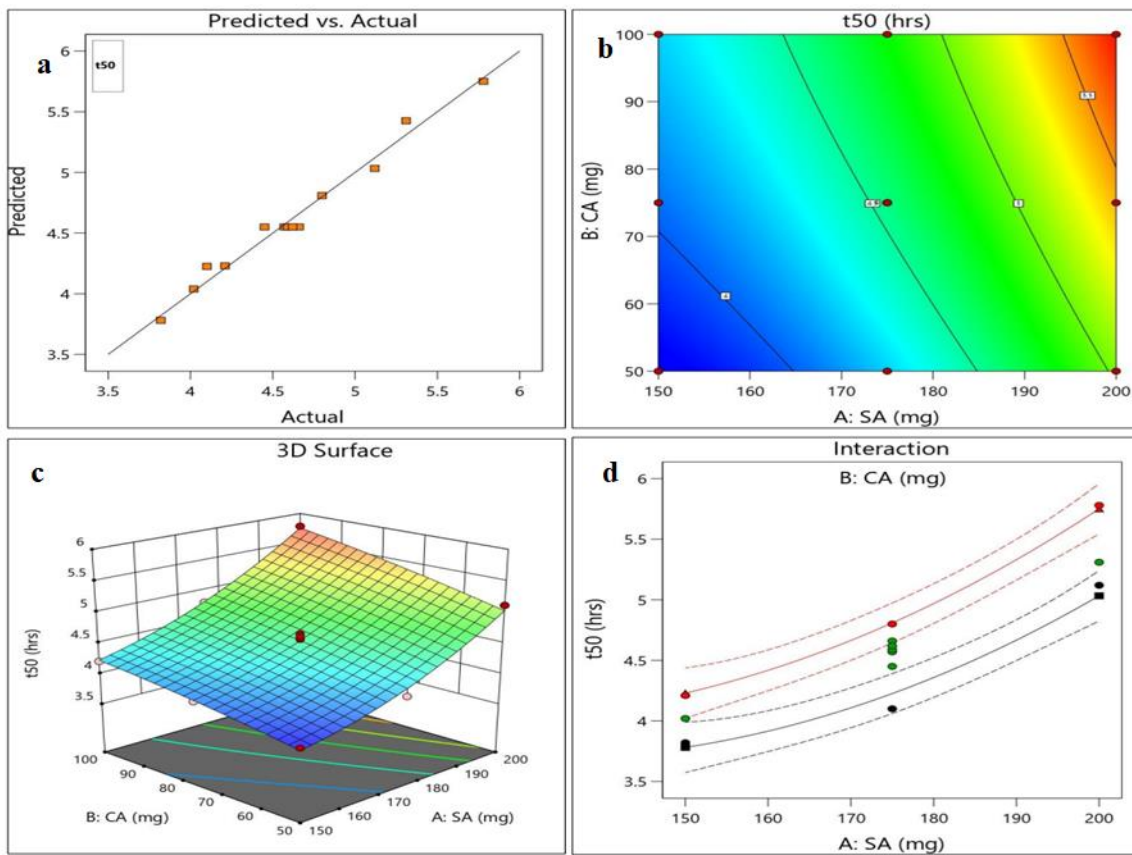 Predicted vs. Actual
a
t50
6
5.5
5
4.5
4
3.5
Predicted
3.5 4 4.5 5 5.5 6
Actual
t50 (hrs)
b
100
90
80
70
60
50
B: CA (mg)
4
5
5.5
150 160 170 180 190 200
A: SA (mg)
3D Surface
c
6
5.5
5
4.5
4
3.5
t50 (hrs)
100 90 80 70 60 50
B: CA (mg)
150 160 170 180 190 200
A: SA (mg)
Interaction
d
B: CA (mg)
6
5.5
5
4.5
4
3.5
t50 (hrs)
150 160 170 180 190 200
A: SA (mg)